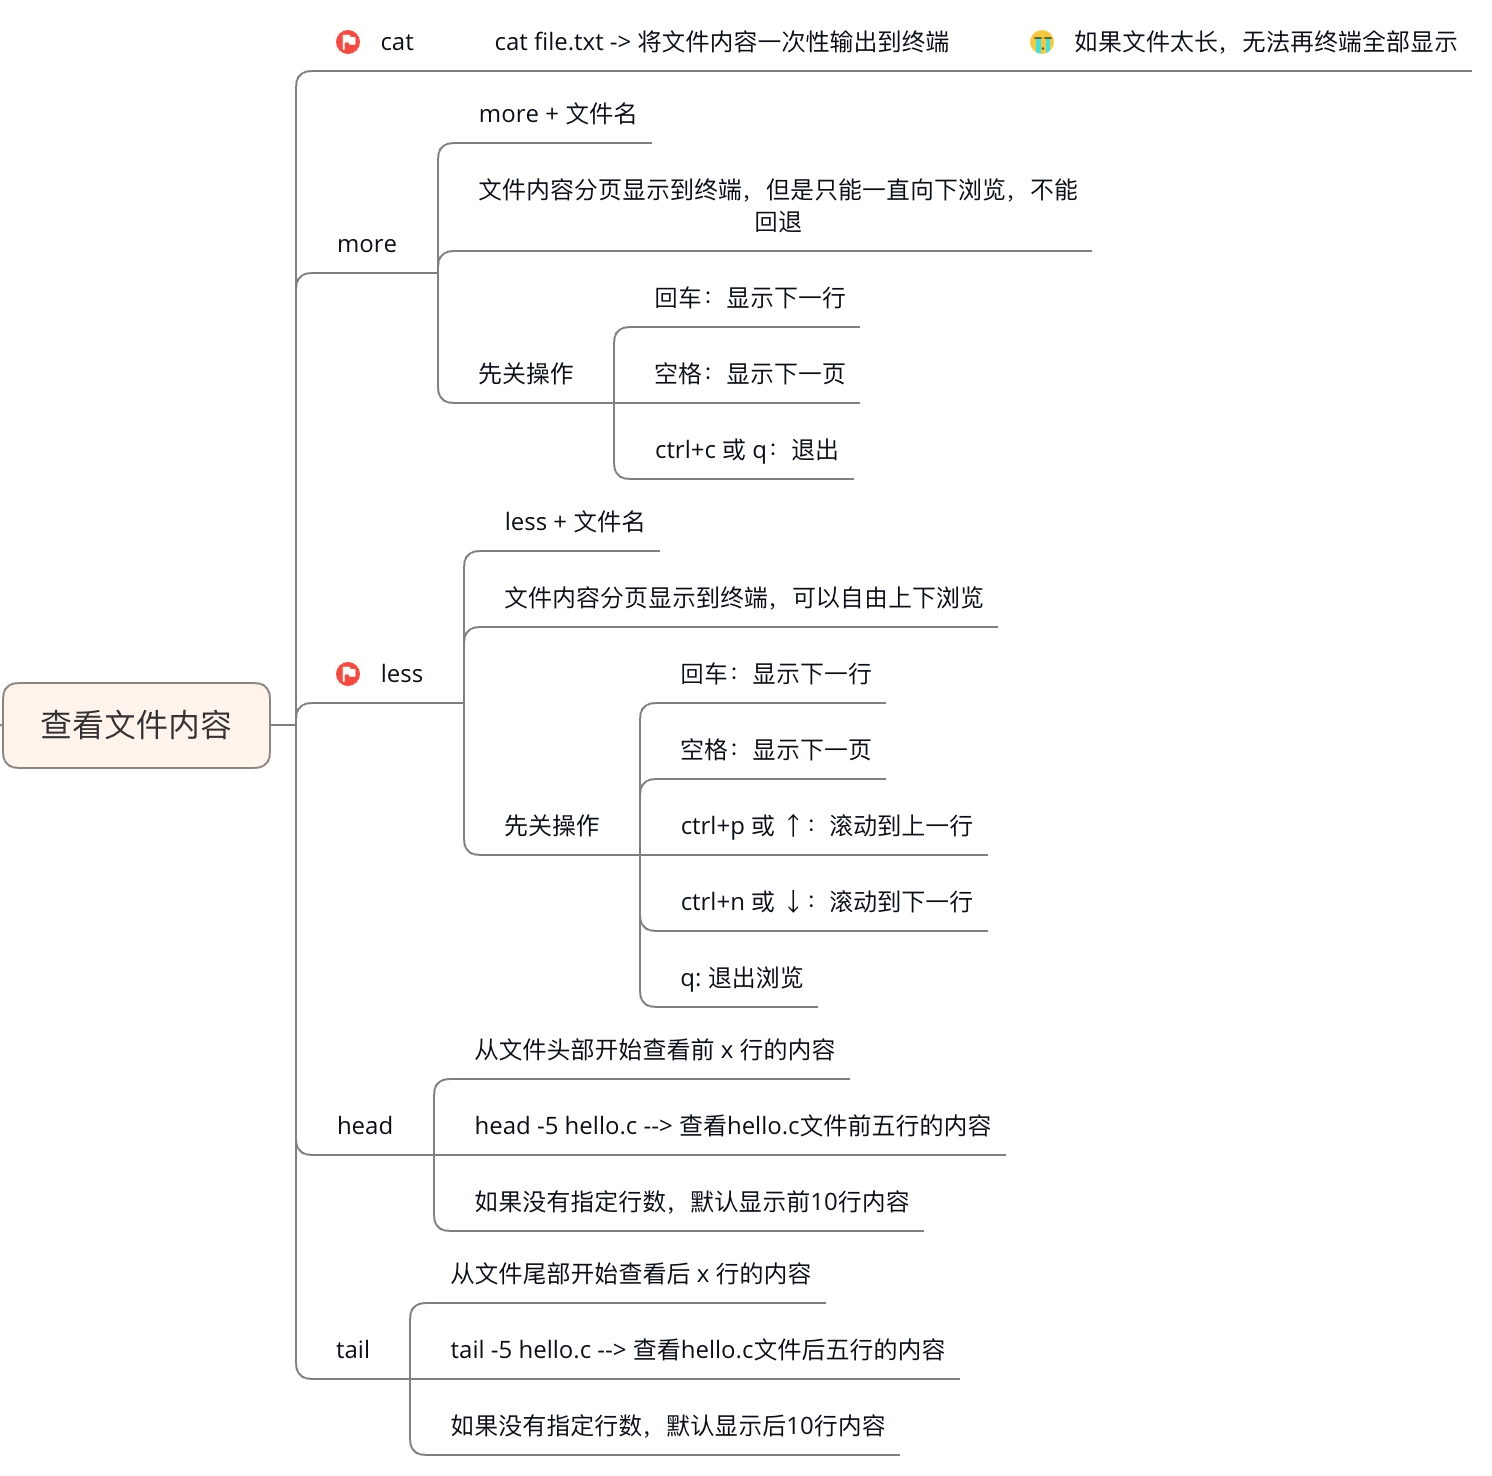 cat cat file.txt -> 将文件内容一次性输出到终端 如果文件太长，无法再终端全部显示
more + 文件名
文件内容分页显示到终端，但是只能一直向下浏览，不能
回退
more
回车：显示下一行
先关操作 空格：显示下一页
ctrl+c 或 q：退出
less + 文件名
文件内容分页显示到终端，可以自由上下浏览
less 回车：显示下一行
查看文件内容
空格：显示下一页
先关操作 ctrl+p 或 ↑：滚动到上一行
ctrl+n 或 ↓：滚动到下一行
q: 退出浏览
从文件头部开始查看前 x 行的内容
head head -5 hello.c --> 查看hello.c文件前五行的内容
如果没有指定行数，默认显示前10行内容
从文件尾部开始查看后 x 行的内容
tail tail -5 hello.c --> 查看hello.c文件后五行的内容
如果没有指定行数，默认显示后10行内容